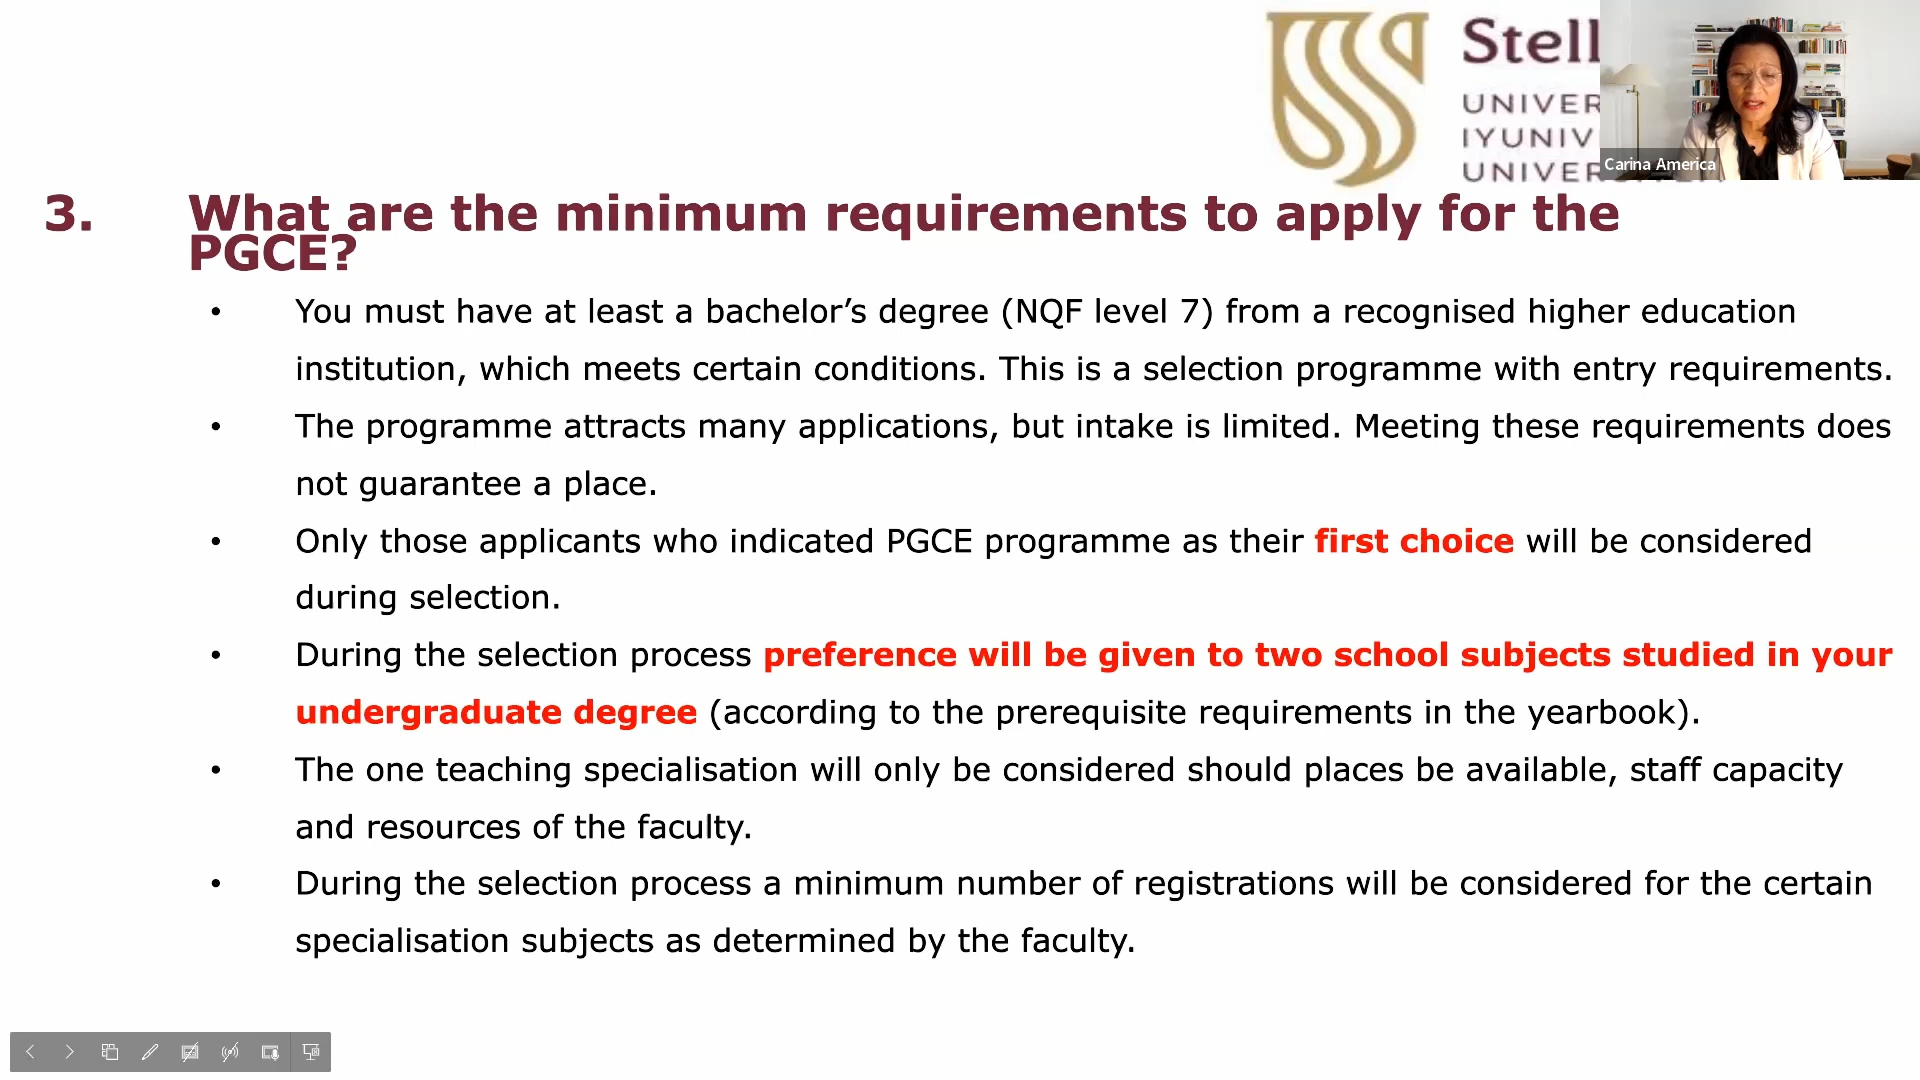 Stell
UNIVER
IYUNIV
UNIVER
Carina America
3. What are the minimum requirements to apply for the
PGCE?
• You must have at least a bachelor’s degree (NQF level 7) from a recognised higher education
institution, which meets certain conditions. This is a selection programme with entry requirements.
• The programme attracts many applications, but intake is limited. Meeting these requirements does
not guarantee a place.
• Only those applicants who indicated PGCE programme as their first choice will be considered
during selection.
• During the selection process preference will be given to two school subjects studied in your
undergraduate degree (according to the prerequisite requirements in the yearbook).
• The one teaching specialisation will only be considered should places be available, staff capacity
and resources of the faculty.
• During the selection process a minimum number of registrations will be considered for the certain
specialisation subjects as determined by the faculty.